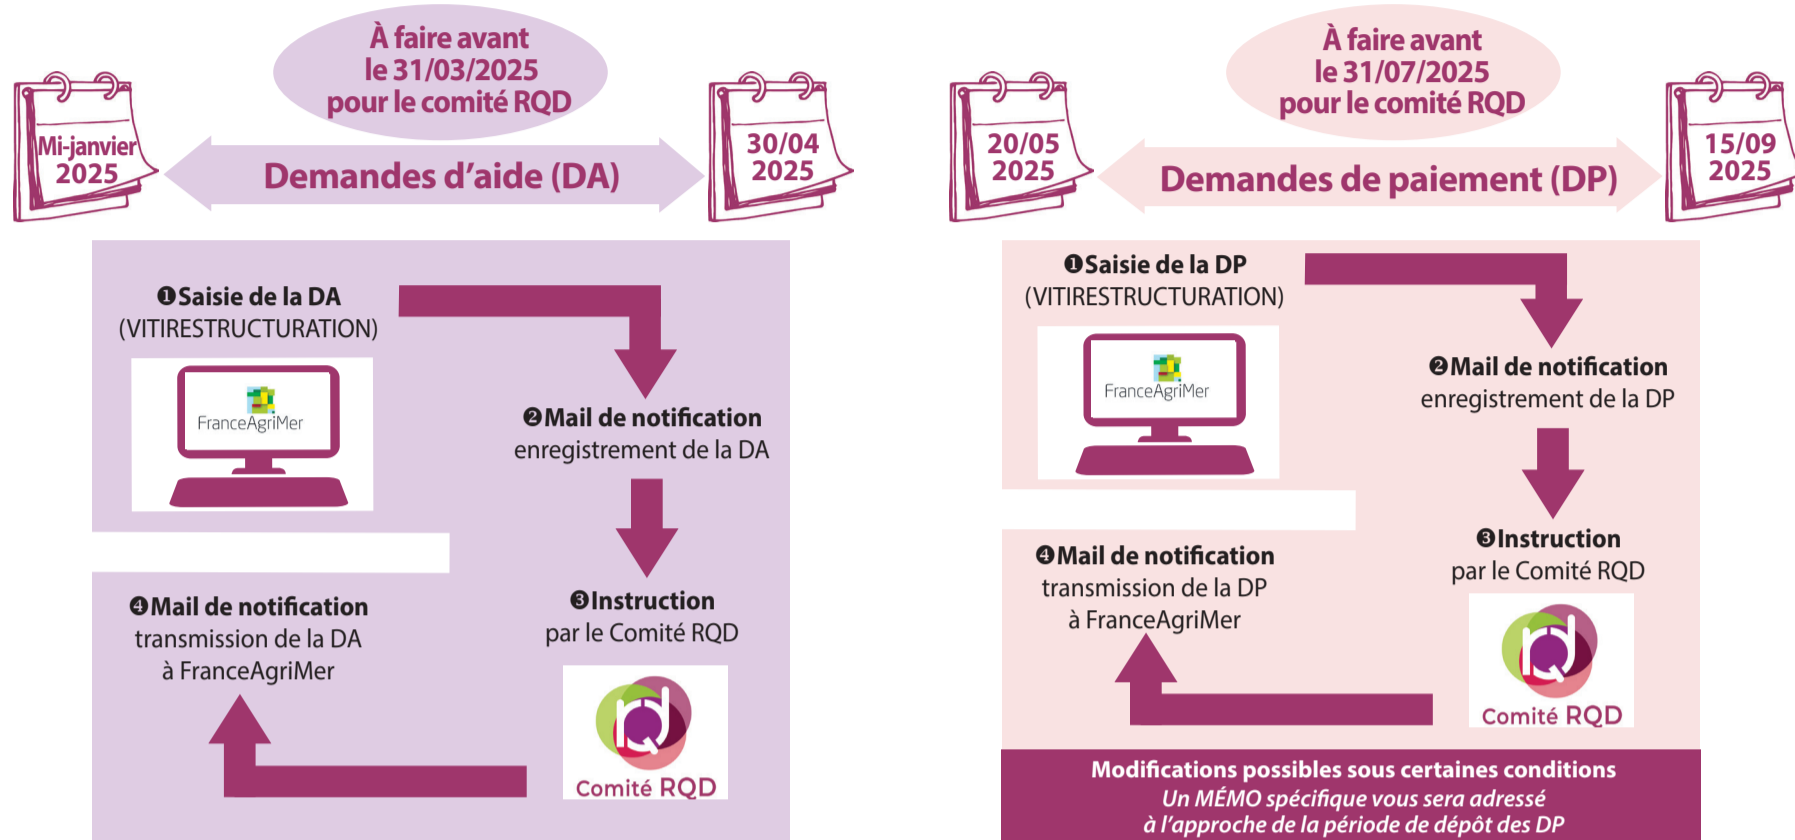 À faire avant
le 31/03/2025
pour le comité RQD
Mi-janvier
2025
Demandes d'aide (DA)
30/04
2025
❶Saisie de la DA
(VITIRESTRUCTURATION)
FranceAgriMer
❷Mail de notification
enregistrement de la DA
❸Instruction
par le Comité RQD
rQd
Comité RQD
❹Mail de notification
transmission de la DA
à FranceAgriMer
À faire avant
le 31/07/2025
pour le comité RQD
20/05
2025
Demandes de paiement (DP)
15/09
2025
❶Saisie de la DP
(VITIRESTRUCTURATION)
FranceAgriMer
❷Mail de notification
enregistrement de la DP
❸Instruction
par le Comité RQD
rQd
Comité RQD
❹Mail de notification
transmission de la DP
à FranceAgriMer
Modifications possibles sous certaines conditions
Un MÉMO spécifique vous sera adressé
à l'approche de la période de dépôt des DP